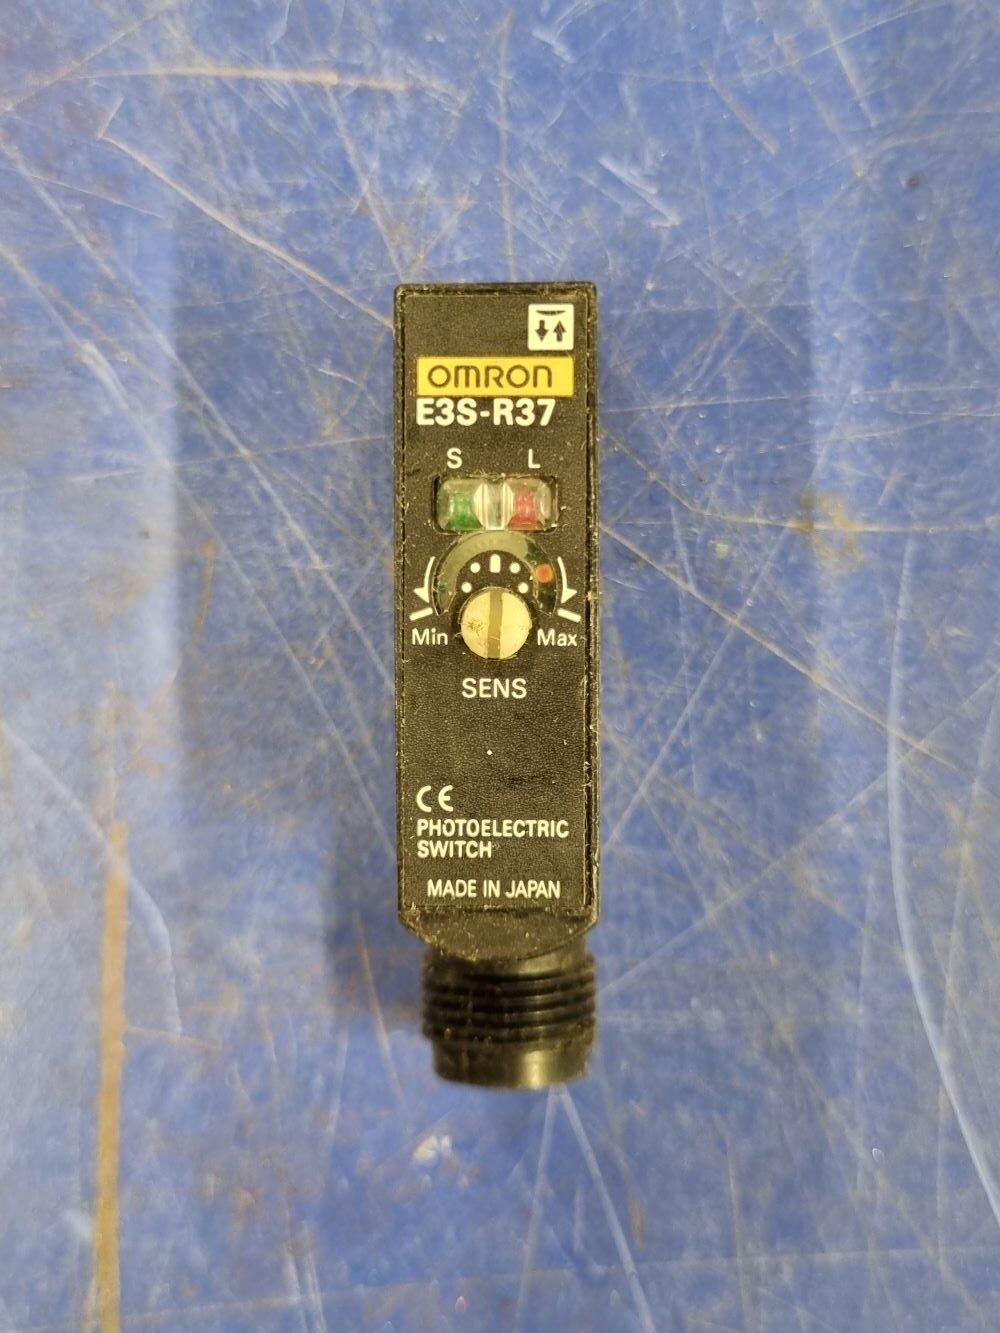 OMRON
E3S-R37
S L
Min Max
SENS
CE
PHOTOELECTRIC
SWITCH
MADE IN JAPAN